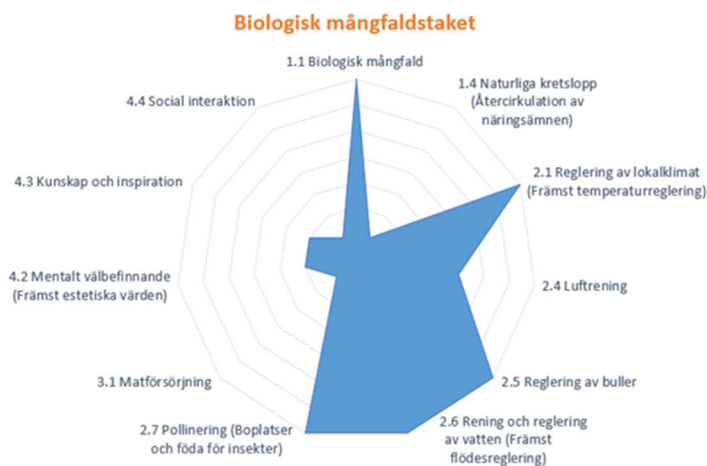 Biologisk mångfaldstaket
1.1 Biologisk mångfald
1.4 Naturliga kretslopp
(Återcirkulation av
näringsämnen)
2.1 Reglering av lokalklimat
(Främst temperaturreglering)
2.4 Luftrening
2.5 Reglering av buller
2.6 Rening och reglering
av vatten (Främst
flödesreglering)
2.7 Pollinering (Boplatser
och föda för insekter)
3.1 Matförsörjning
4.2 Mentalt välbefinnande
(Främst estetiska värden)
4.3 Kunskap och inspiration
4.4 Social interaktion